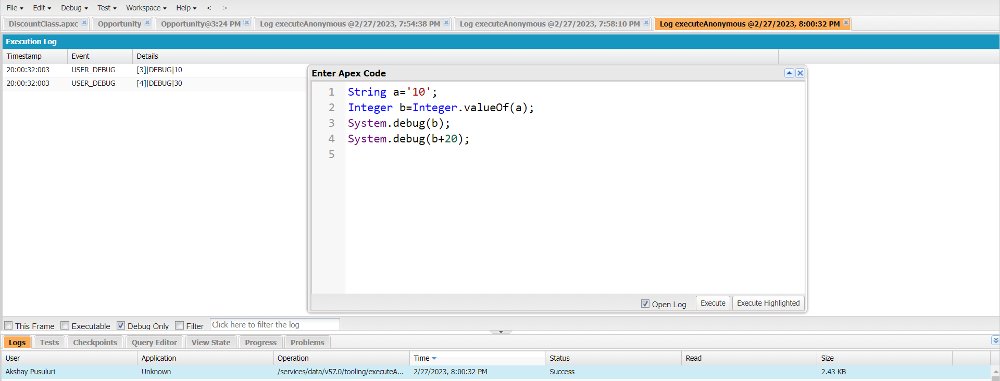 File Edit Debug Test Workspace Help < >
DiscountClass.apxc Opportunity Opportunity@3:24 PM Log executeAnonymous @2/27/2023, 7:54:38 PM Log executeAnonymous @2/27/2023, 7:58:10 PM Log executeAnonymous @2/27/2023, 8:00:32 PM
Execution Log
Timestamp Event Details
20:00:32:003 USER_DEBUG [3]|DEBUG|10
20:00:32:003 USER_DEBUG [4]|DEBUG|30
Enter Apex Code
1 String a='10';
2 Integer b=Integer.valueOf(a);
3 System.debug(b);
4 System.debug(b+20);
5
Open Log Execute Execute Highlighted
This Frame Executable Debug Only Filter Click here to filter the log
Logs Tests Checkpoints Query Editor View State Progress Problems
User Application Operation Time Status Read Size
Akshay Pusuluri Unknown /services/data/v57.0/tooling/executeA... 2/27/2023, 8:00:32 PM Success 2.43 KB